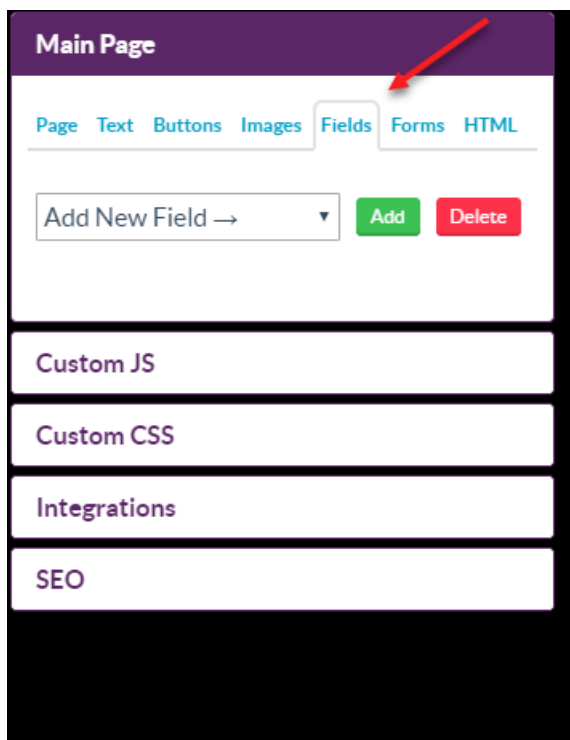 Main Page
Page Text Buttons Images Fields Forms HTML
Add New Field → Add Delete
Custom JS
Custom CSS
Integrations
SEO